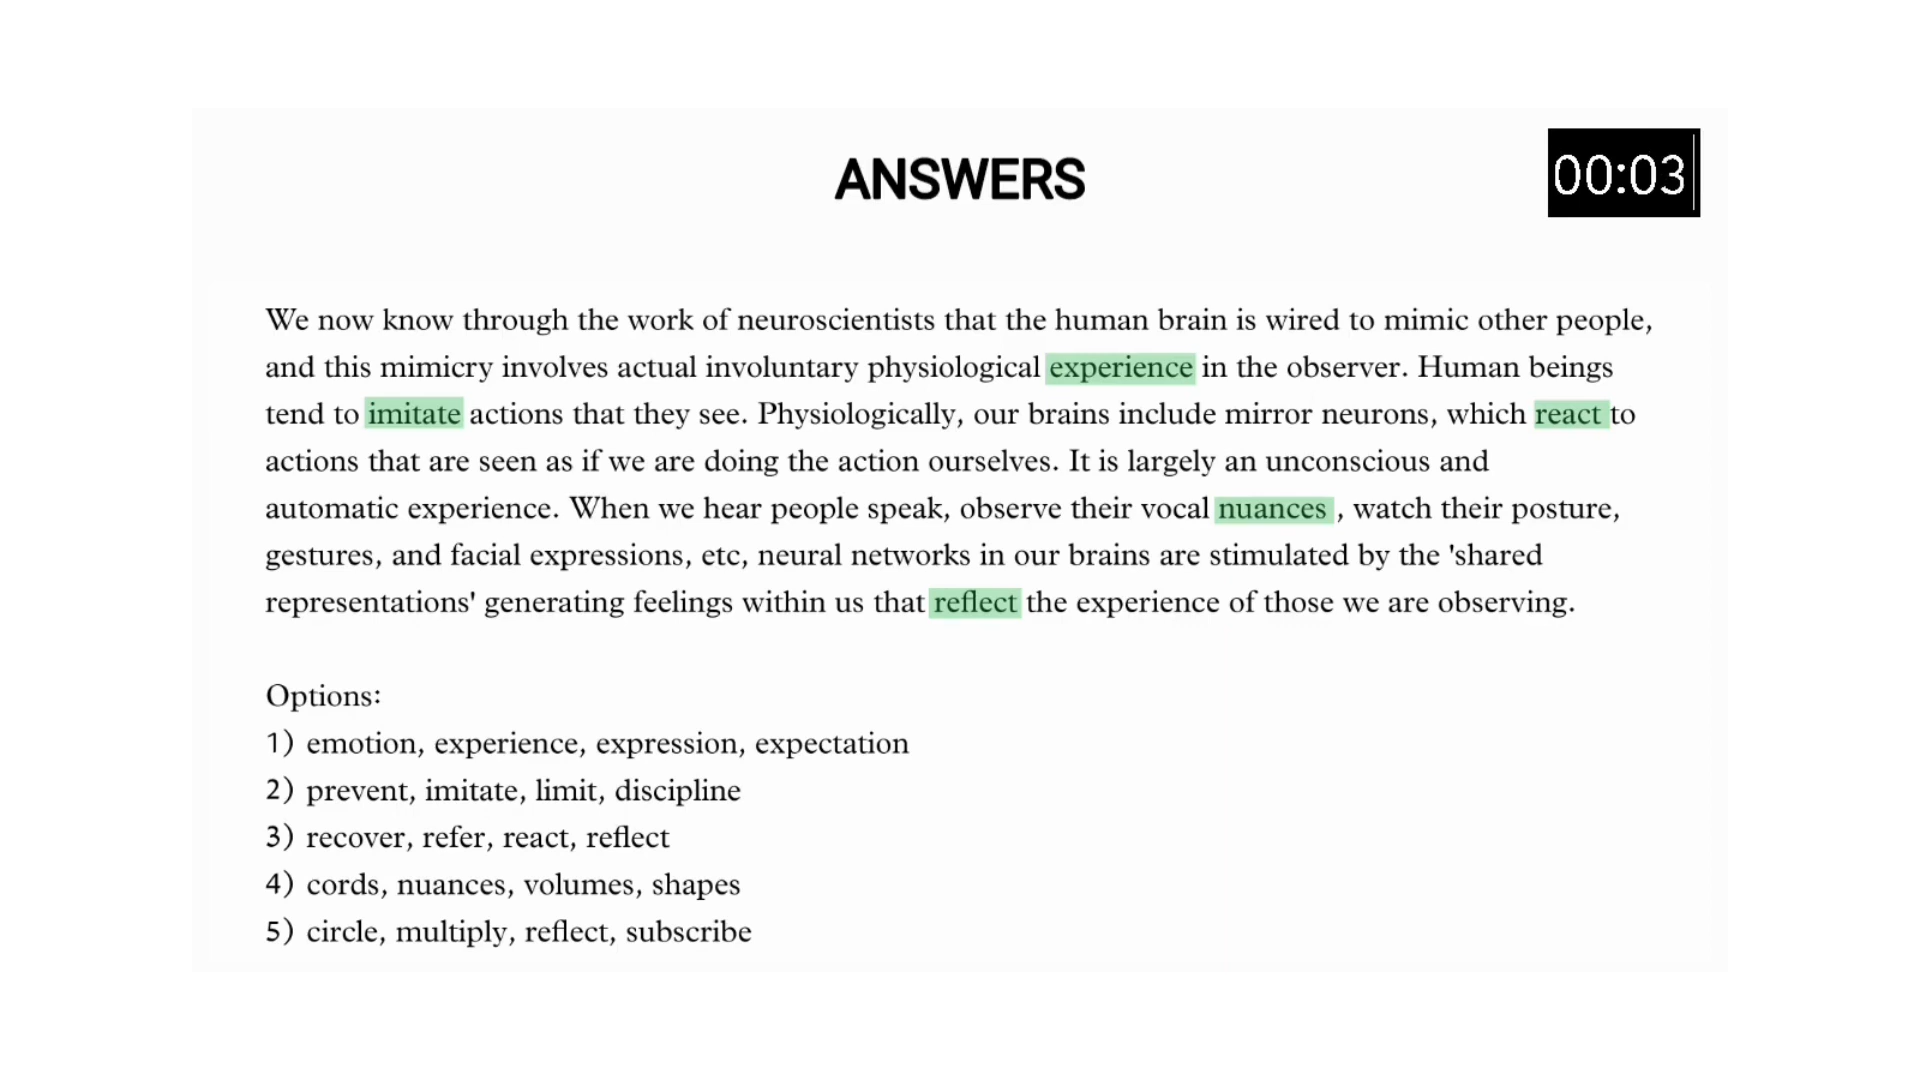 ANSWERS
00:03
We now know through the work of neuroscientists that the human brain is wired to mimic other people,
and this mimicry involves actual involuntary physiological experience in the observer. Human beings
tend to imitate actions that they see. Physiologically, our brains include mirror neurons, which react to
actions that are seen as if we are doing the action ourselves. It is largely an unconscious and
automatic experience. When we hear people speak, observe their vocal nuances , watch their posture,
gestures, and facial expressions, etc, neural networks in our brains are stimulated by the 'shared
representations' generating feelings within us that reflect the experience of those we are observing.
Options:
1) emotion, experience, expression, expectation
2) prevent, imitate, limit, discipline
3) recover, refer, react, reflect
4) cords, nuances, volumes, shapes
5) circle, multiply, reflect, subscribe